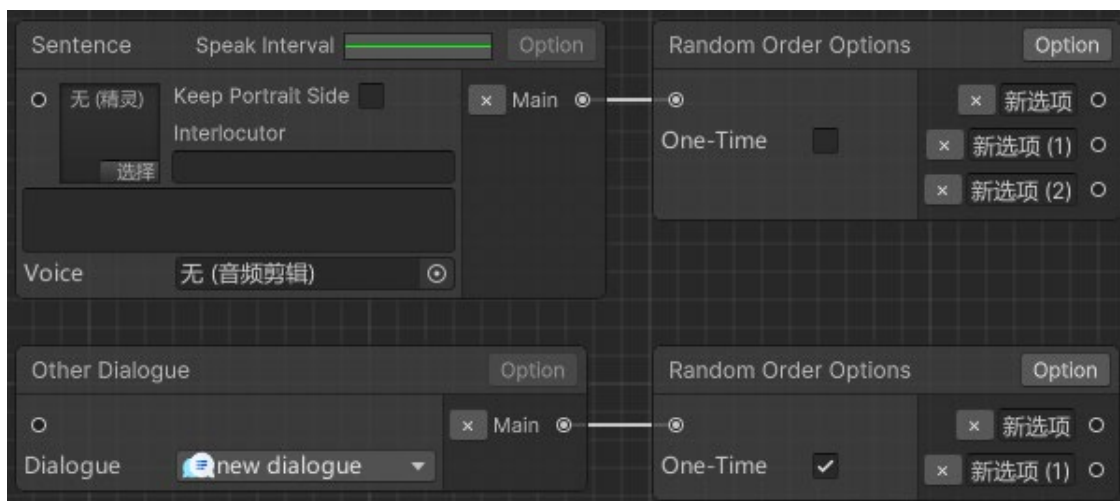 Sentence Speak Interval Option
无 (精灵) Keep Portrait Side × Main
Interlocutor
选择
Voice 无 (音频剪辑)
Random Order Options Option
× 新选项
One-Time × 新选项 (1)
× 新选项 (2)
Other Dialogue Option
× Main
Dialogue new dialogue
Random Order Options Option
× 新选项
One-Time × 新选项 (1)